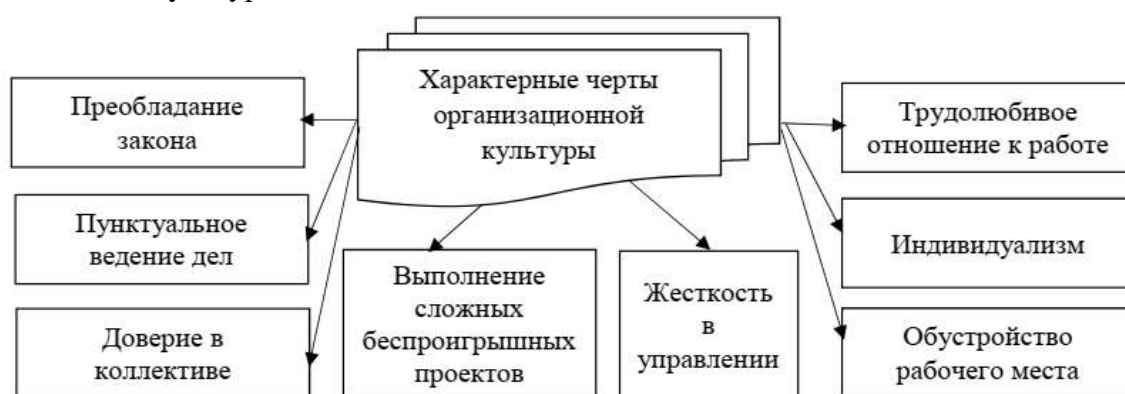 Характерные черты
организационной
культуры
Преобладание
закона
Пунктуальное
ведение дел
Доверие в
коллективе
Выполнение
сложных
беспроигрышных
проектов
Жесткость
в
управлении
Трудолюбивое
отношение к работе
Индивидуализм
Обустройство
рабочего места